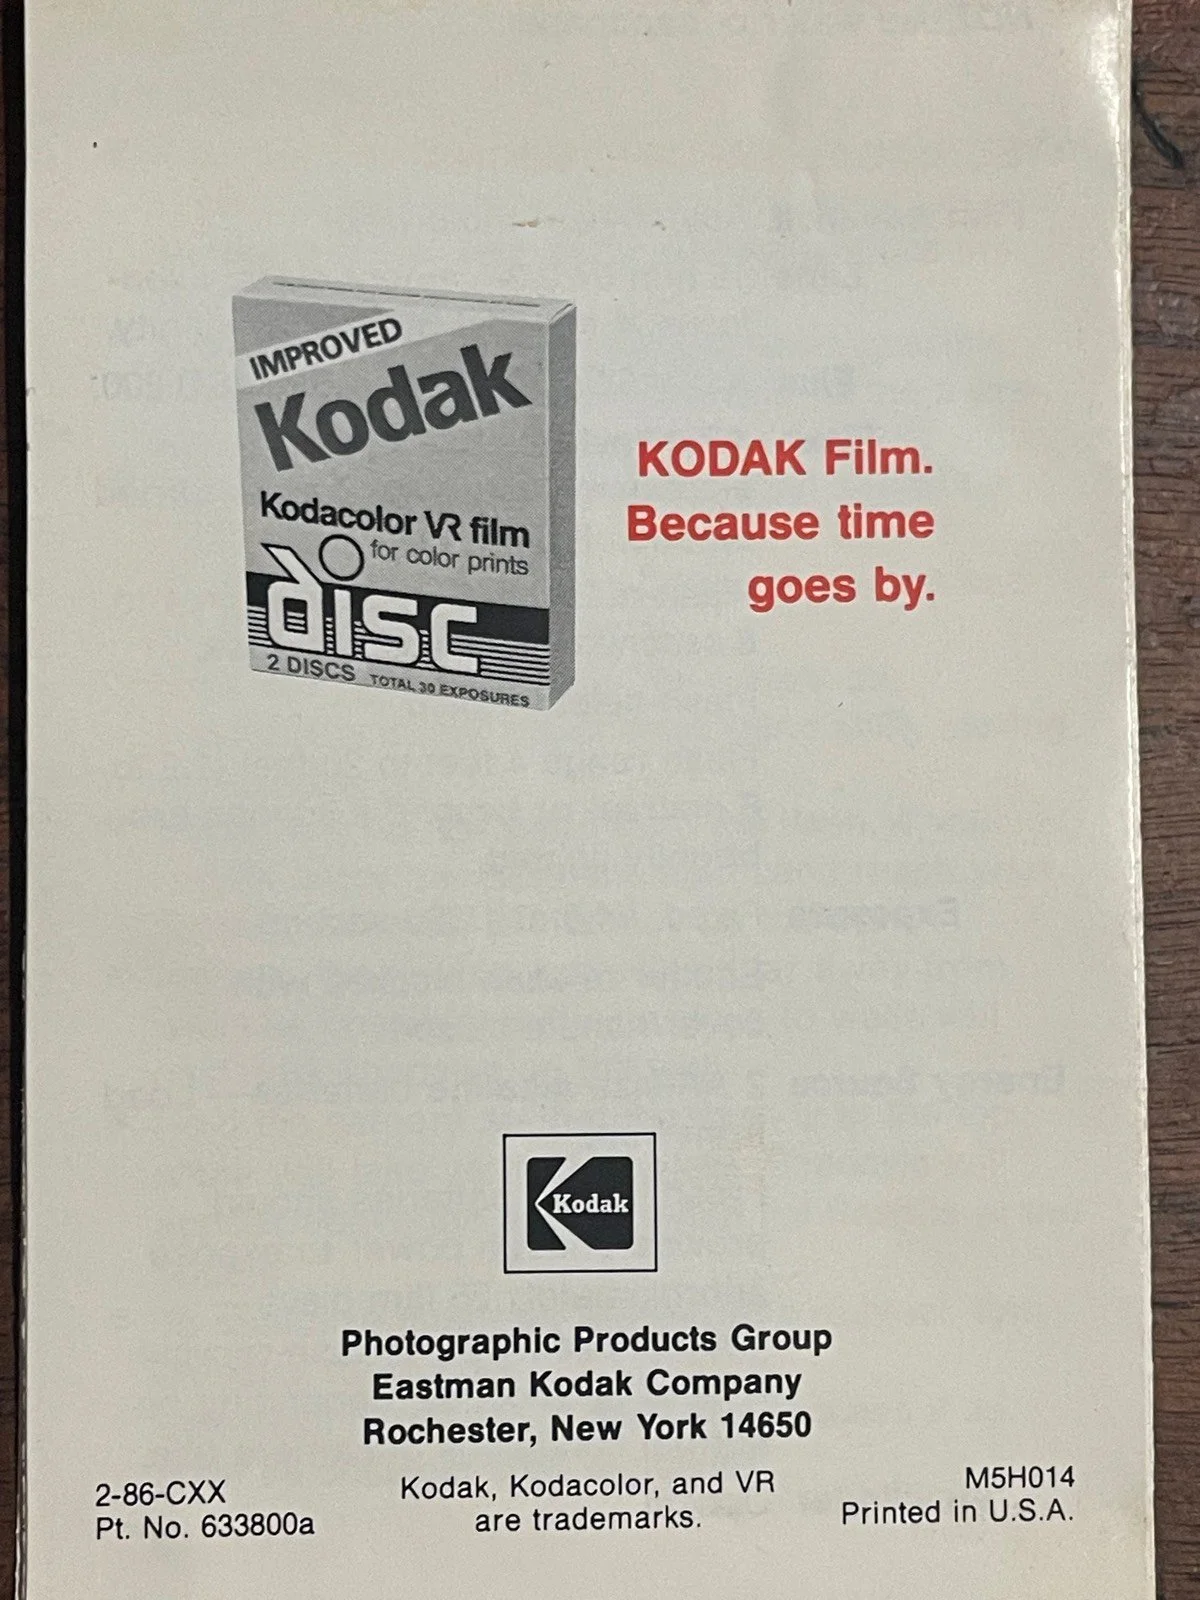 IMPROVED
Kodak
Kodacolor VR film
for color prints
disc
2 DISCS TOTAL 30 EXPOSURES
KODAK Film.
Because time
goes by.
Kodak
Photographic Products Group
Eastman Kodak Company
Rochester, New York 14650
2-86-CXX
Pt. No. 633800a
Kodak, Kodacolor, and VR
are trademarks.
M5H014
Printed in U.S.A.